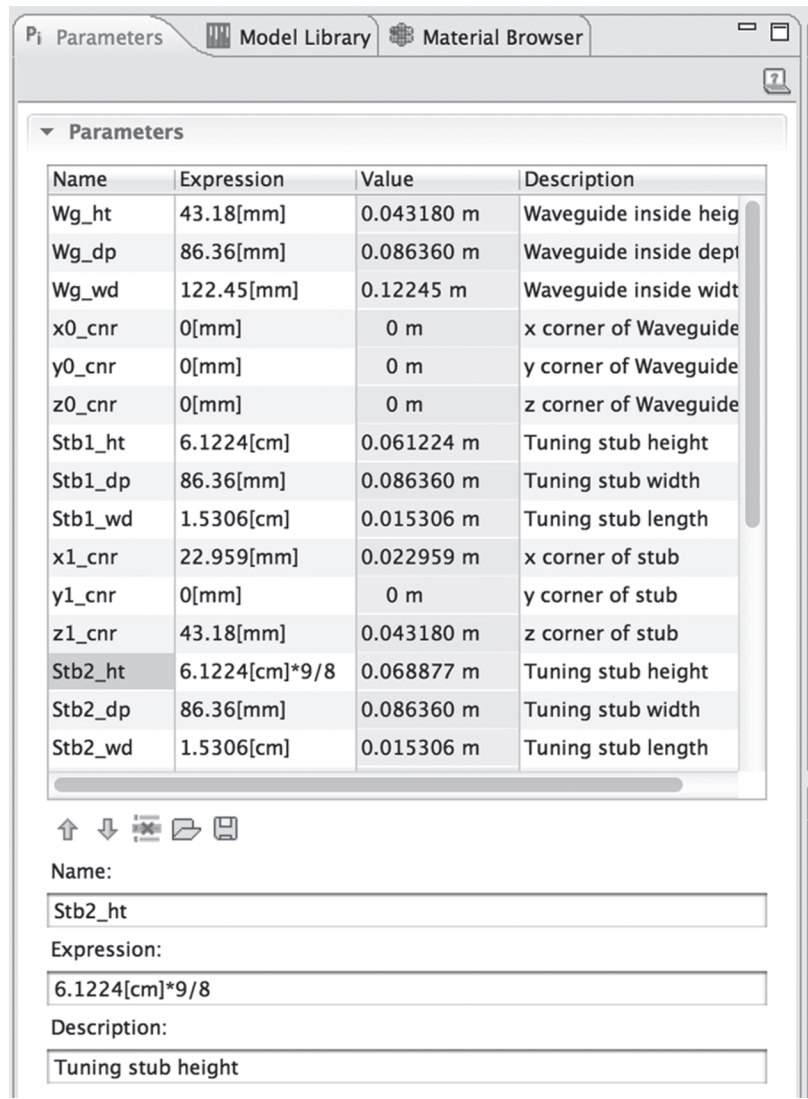 Pi Parameters Model Library Material Browser
Parameters
Name Expression Value Description
Wg_ht 43.18[mm] 0.043180 m Waveguide inside heig
Wg_dp 86.36[mm] 0.086360 m Waveguide inside dept
Wg_wd 122.45[mm] 0.12245 m Waveguide inside widt
x0_cnr 0[mm] 0 m x corner of Waveguide
y0_cnr 0[mm] 0 m y corner of Waveguide
z0_cnr 0[mm] 0 m z corner of Waveguide
Stb1_ht 6.1224[cm] 0.061224 m Tuning stub height
Stb1_dp 86.36[mm] 0.086360 m Tuning stub width
Stb1_wd 1.5306[cm] 0.015306 m Tuning stub length
x1_cnr 22.959[mm] 0.022959 m x corner of stub
y1_cnr 0[mm] 0 m y corner of stub
z1_cnr 43.18[mm] 0.043180 m z corner of stub
Stb2_ht 6.1224[cm]*9/8 0.068877 m Tuning stub height
Stb2_dp 86.36[mm] 0.086360 m Tuning stub width
Stb2_wd 1.5306[cm] 0.015306 m Tuning stub length
Name:
Stb2_ht
Expression:
6.1224[cm]*9/8
Description:
Tuning stub height